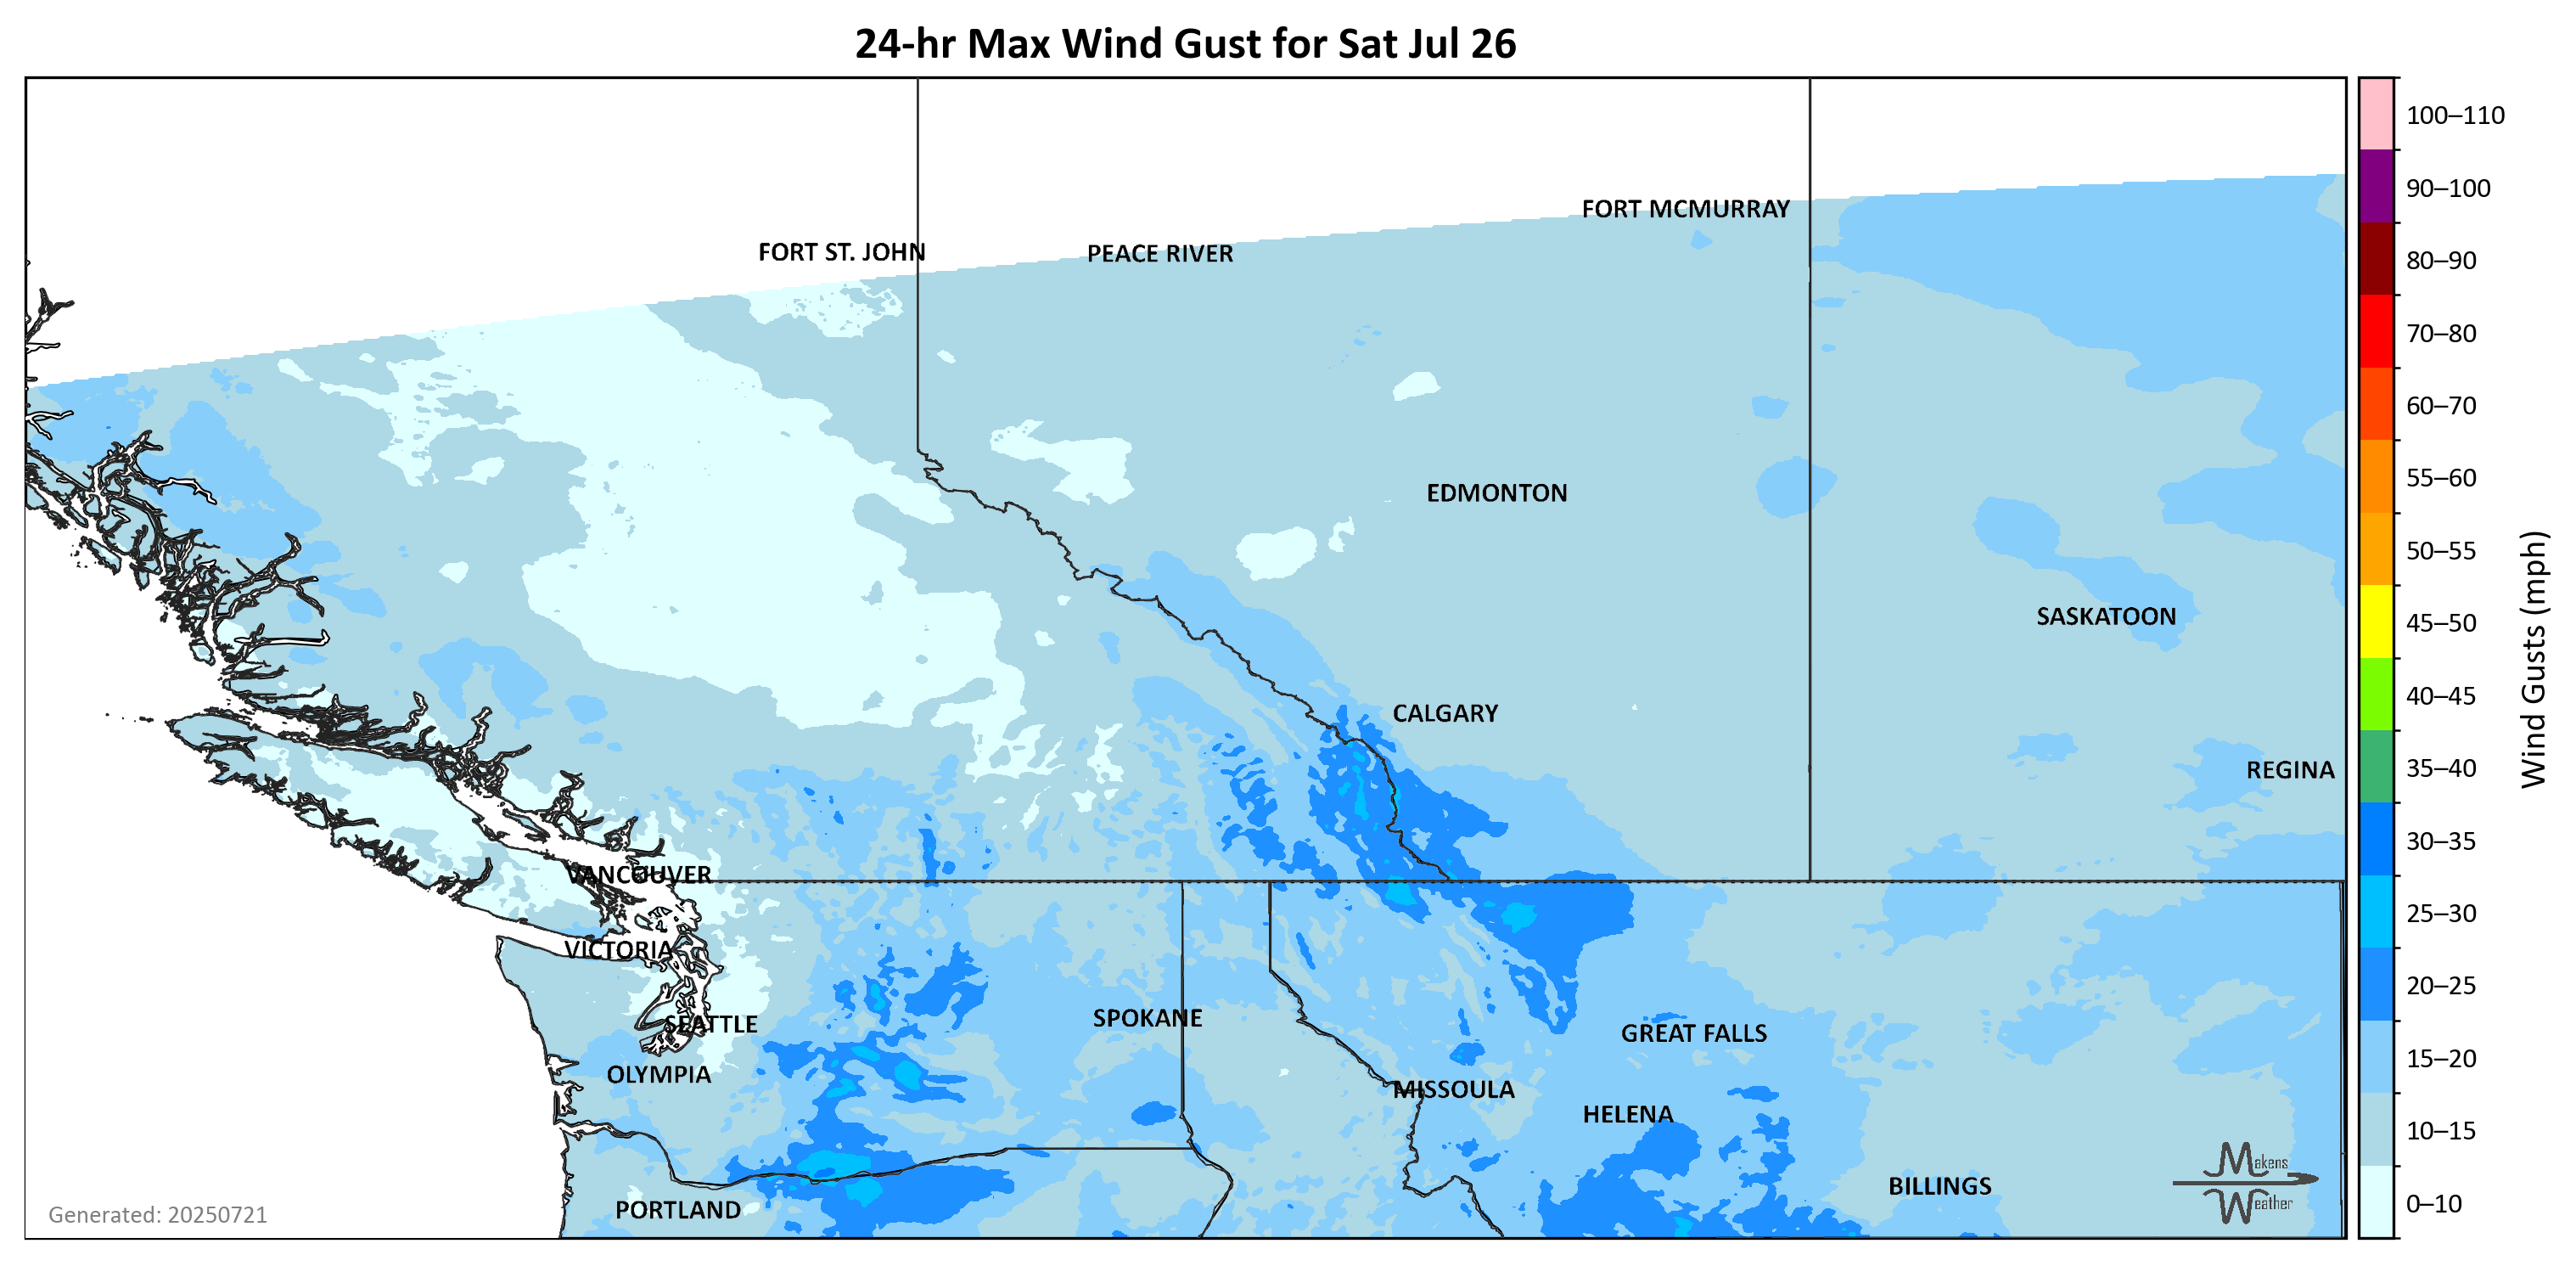 24-hr Max Wind Gust for Sat Jul 26
FORT MCMURRAY
FORT ST. JOHN
PEACE RIVER
EDMONTON
SASKATOON
CALGARY
REGINA
VANCOUVER
VICTORIA
SPOKANE
SEATTLE
GREAT FALLS
OLYMPIA
MISSOULA
HELENA
BILLINGS
PORTLAND
Generated: 20250721
Makens
Weather
100–110
90–100
80–90
70–80
60–70
55–60
50–55
45–50
40–45
35–40
30–35
25–30
20–25
15–20
10–15
0–10
Wind Gusts (mph)